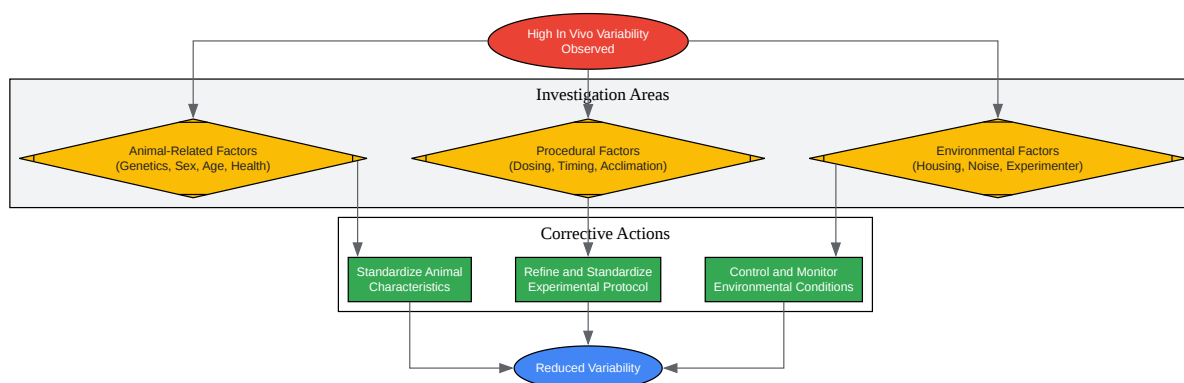 High In Vivo Variability
Observed
Investigation Areas
Animal-Related Factors
(Genetics, Sex, Age, Health)
Procedural Factors
(Dosing, Timing, Acclimation)
Environmental Factors
(Housing, Noise, Experimenter)
Corrective Actions
Standardize Animal
Characteristics
Refine and Standardize
Experimental Protocol
Control and Monitor
Environmental Conditions
Reduced Variability